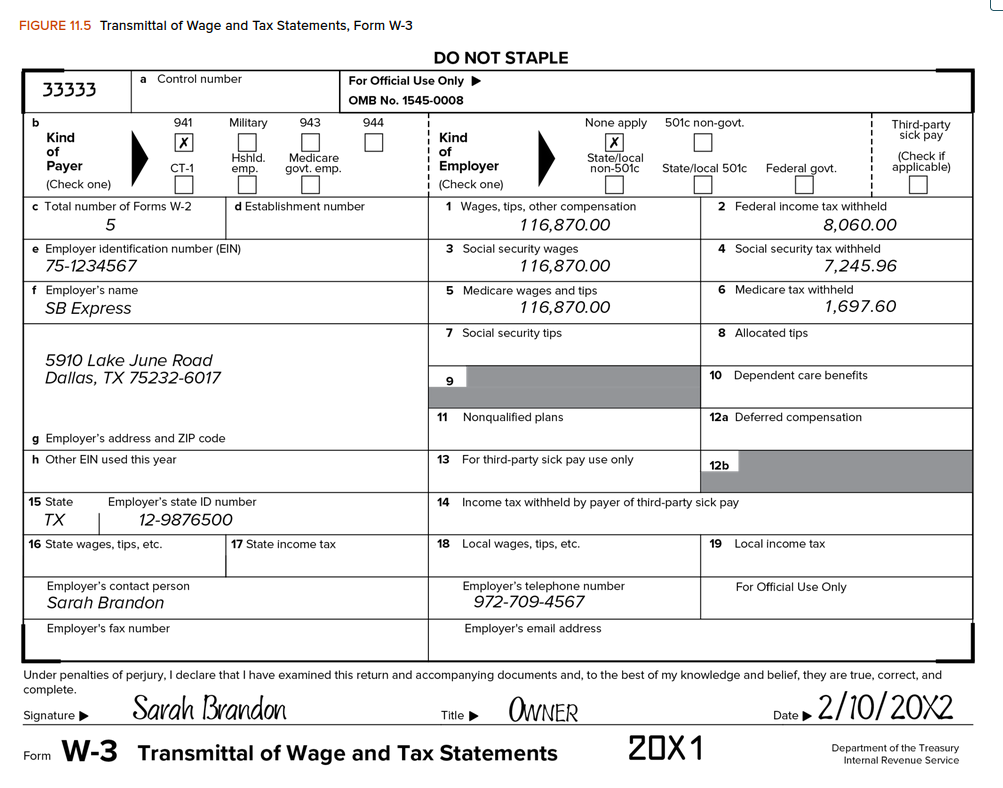 FIGURE 11.5 Transmittal of Wage and Tax Statements, Form W-3
DO NOT STAPLE
33333
a Control number
For Official Use Only ▶
OMB No. 1545-0008
b
Kind
of
Payer
(Check one)
941 Military 943 944
✗
CT-1 Hshld. emp. Medicare govt. emp.
Kind
of
Employer
(Check one)
None apply 501c non-govt.
✗
State/local non-501c State/local 501c Federal govt.
Third-party
sick pay
(Check if
applicable)
c Total number of Forms W-2
5
d Establishment number
1 Wages, tips, other compensation
116,870.00
2 Federal income tax withheld
8,060.00
e Employer identification number (EIN)
75-1234567
3 Social security wages
116,870.00
4 Social security tax withheld
7,245.96
f Employer's name
SB Express
5 Medicare wages and tips
116,870.00
6 Medicare tax withheld
1,697.60
5910 Lake June Road
Dallas, TX 75232-6017
g Employer's address and ZIP code
7 Social security tips
8 Allocated tips
9
10 Dependent care benefits
11 Nonqualified plans
12a Deferred compensation
h Other EIN used this year
13 For third-party sick pay use only
12b
15 State Employer's state ID number
TX 12-9876500
14 Income tax withheld by payer of third-party sick pay
16 State wages, tips, etc.
17 State income tax
18 Local wages, tips, etc.
19 Local income tax
Employer's contact person
Sarah Brandon
Employer's telephone number
972-709-4567
For Official Use Only
Employer's fax number
Employer's email address
Under penalties of perjury, I declare that I have examined this return and accompanying documents and, to the best of my knowledge and belief, they are true, correct, and
complete.
Signature ▶ Sarah Brandon Title ▶ OWNER Date ▶ 2/10/20X2
Form W-3 Transmittal of Wage and Tax Statements 20X1
Department of the Treasury
Internal Revenue Service